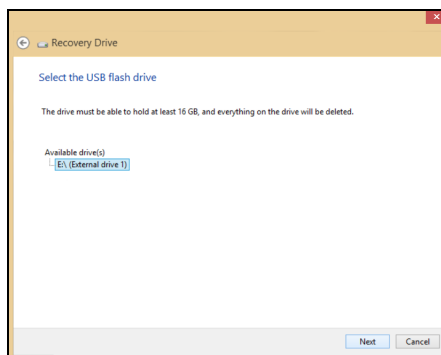 Recovery Drive
Select the USB flash drive
The drive must be able to hold at least 16 GB, and everything on the drive will be deleted.
Available drive(s)
E:\ (External drive 1)
Next Cancel